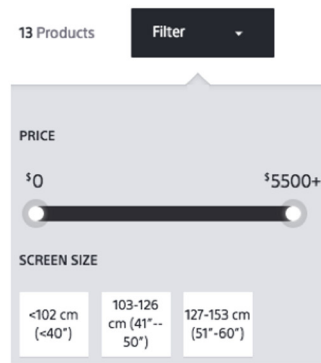 13 Products Filter
PRICE
$0 $5500+
SCREEN SIZE
<102 cm
(<40")
103-126
cm (41"--
50")
127-153 cm
(51"-60")